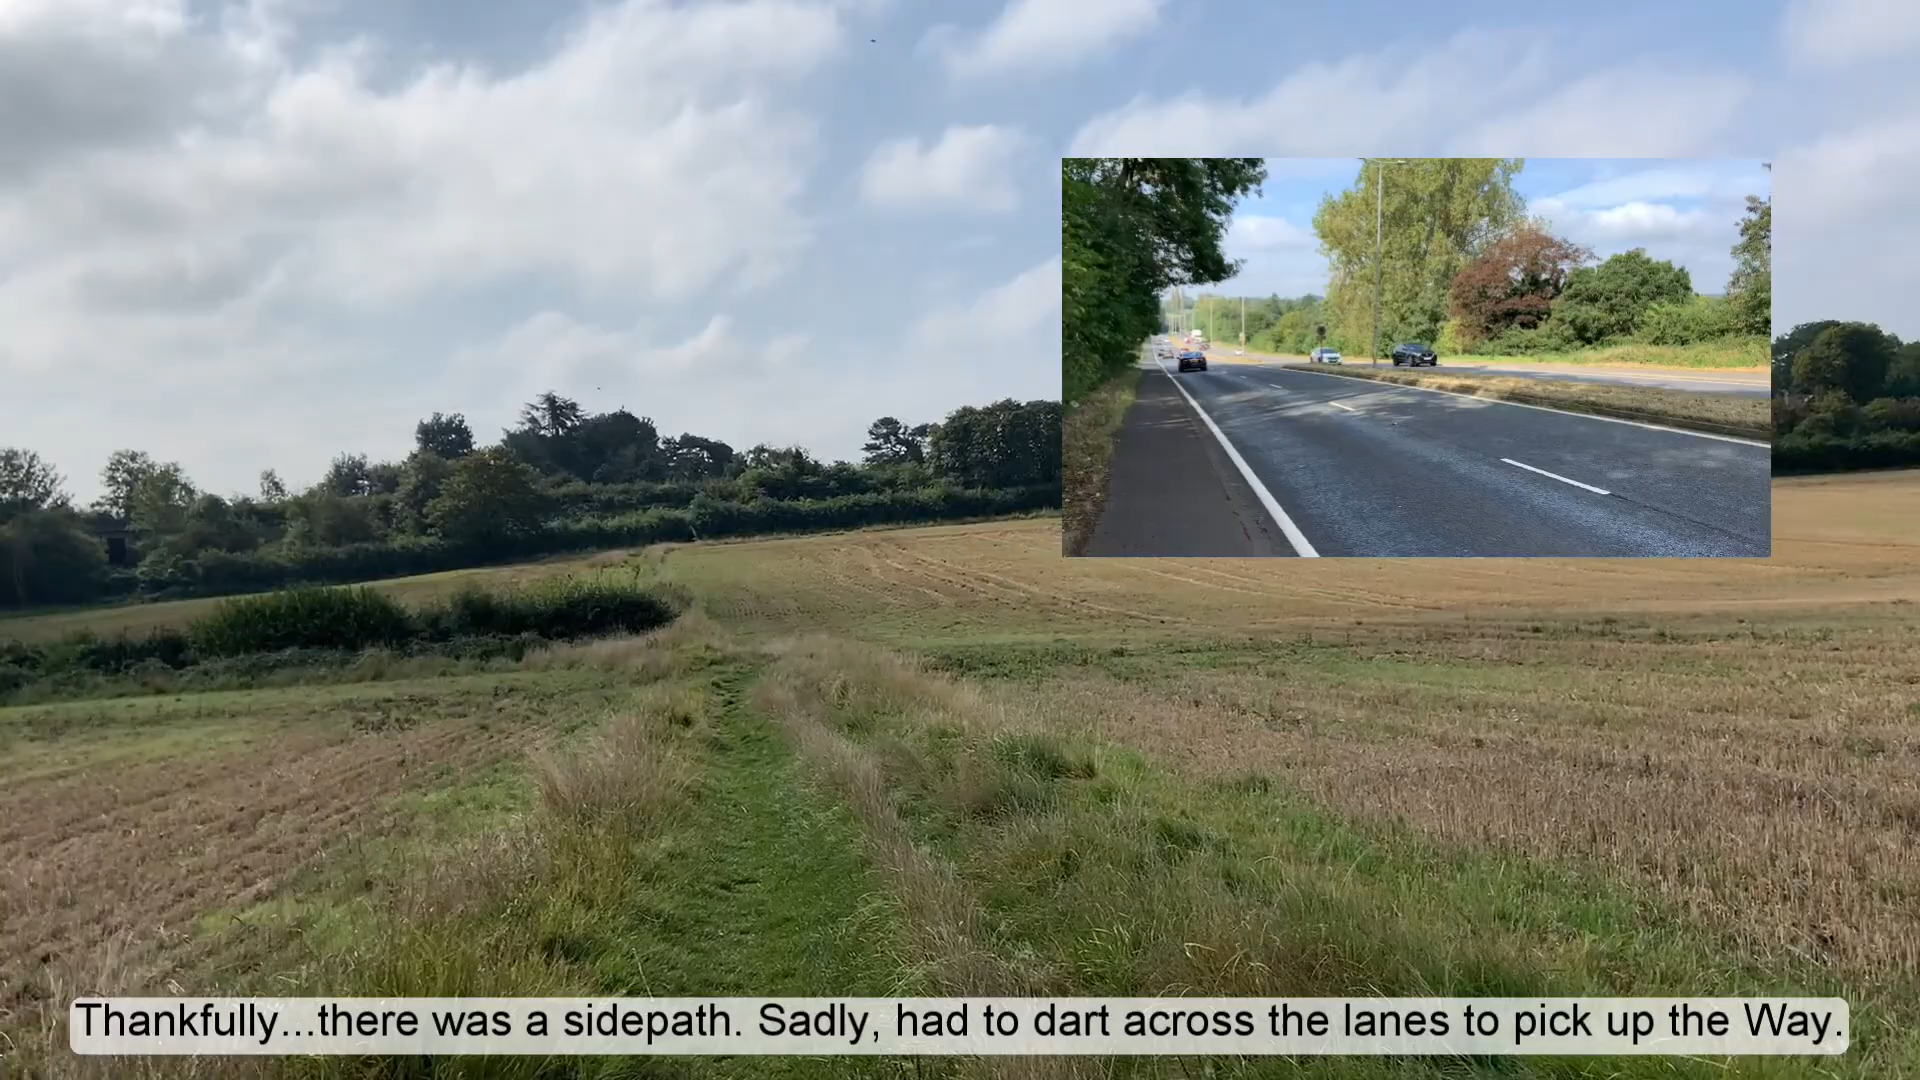 Thankfully...there was a sidepath. Sadly, had to dart across the lanes to pick up the Way.